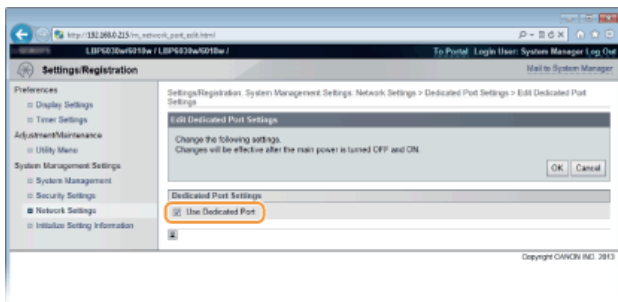 http://192.168.0.215/m_network_port_edit.html
LBP6030w/6018w / LBP6030w/6018w /
To Portal Login User: System Manager Log Out
Settings/Registration
Mail to System Manager
Preferences
Settings/Registration: System Management Settings: Network Settings > Dedicated Port Settings > Edit Dedicated Port
Settings
Display Settings
Timer Settings
Edit Dedicated Port Settings
Adjustment/Maintenance
Change the following settings.
Changes will be effective after the main power is turned OFF and ON.
Utility Menu
System Management Settings
OK Cancel
System Management
Security Settings
Dedicated Port Settings
Network Settings
Use Dedicated Port
Initialize Setting Information
Copyright CANON INC. 2013